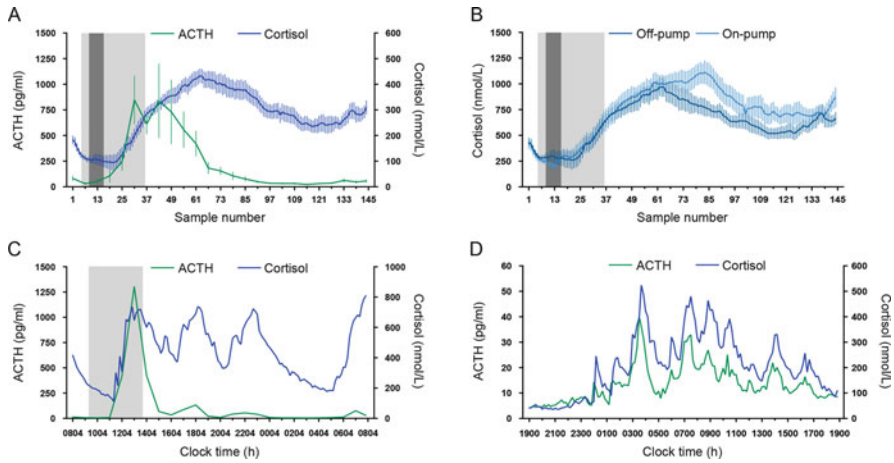 A
ACTH Cortisol
ACTH (pg/ml)
1500
1250
1000
750
500
250
0
600
500
400
300
200
100
0
Cortisol (nmol/L)
1 13 25 37 49 61 73 85 97 109 121 133 145
Sample number
B
Off-pump On-pump
Cortisol (nmol/L)
1500
1250
1000
750
500
250
0
1 13 25 37 49 61 73 85 97 109 121 133 145
Sample number
C
ACTH Cortisol
ACTH (pg/ml)
1500
1250
1000
750
500
250
0
1000
800
600
400
200
0
Cortisol (nmol/L)
0804 1004 1204 1404 1604 1804 2004 2204 0004 0204 0404 0604 0804
Clock time (h)
D
ACTH Cortisol
ACTH (pg/ml)
60
50
40
30
20
10
0
600
500
400
300
200
100
0
Cortisol (nmol/L)
1900 2100 2300 0100 0300 0500 0700 0900 1100 1300 1500 1700 1900
Clock time (h)